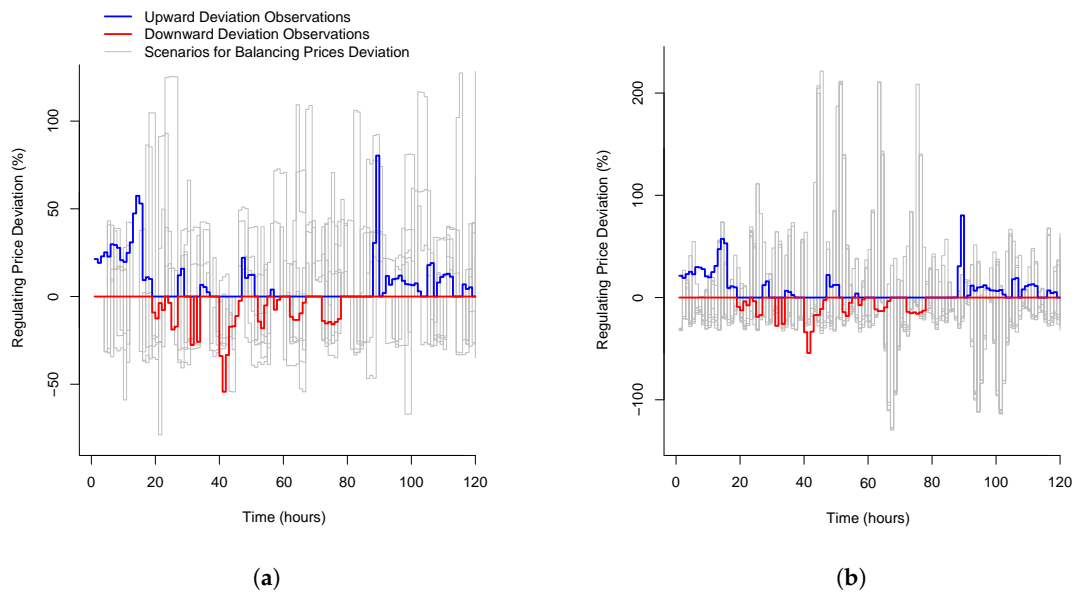 Upward Deviation Observations
Downward Deviation Observations
Scenarios for Balancing Prices Deviation
Regulating Price Deviation (%)
100
50
0
−50
0 20 40 60 80 100 120
Time (hours)
(a)
Regulating Price Deviation (%)
200
100
0
−100
0 20 40 60 80 100 120
Time (hours)
(b)